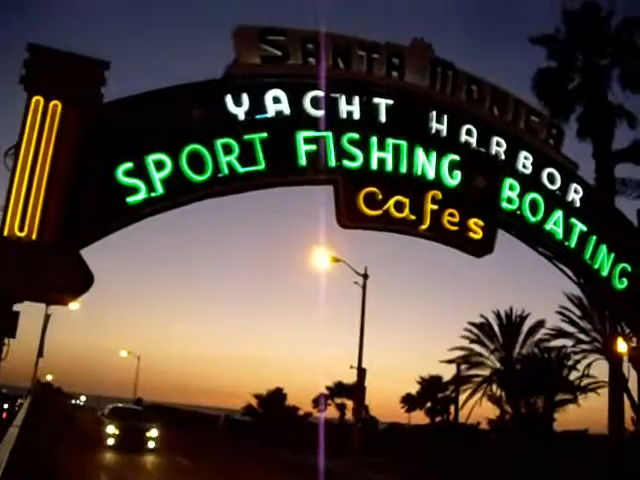 SANTA MONICA
YACHT HARBOR
SPORT FISHING BOATING
cafes